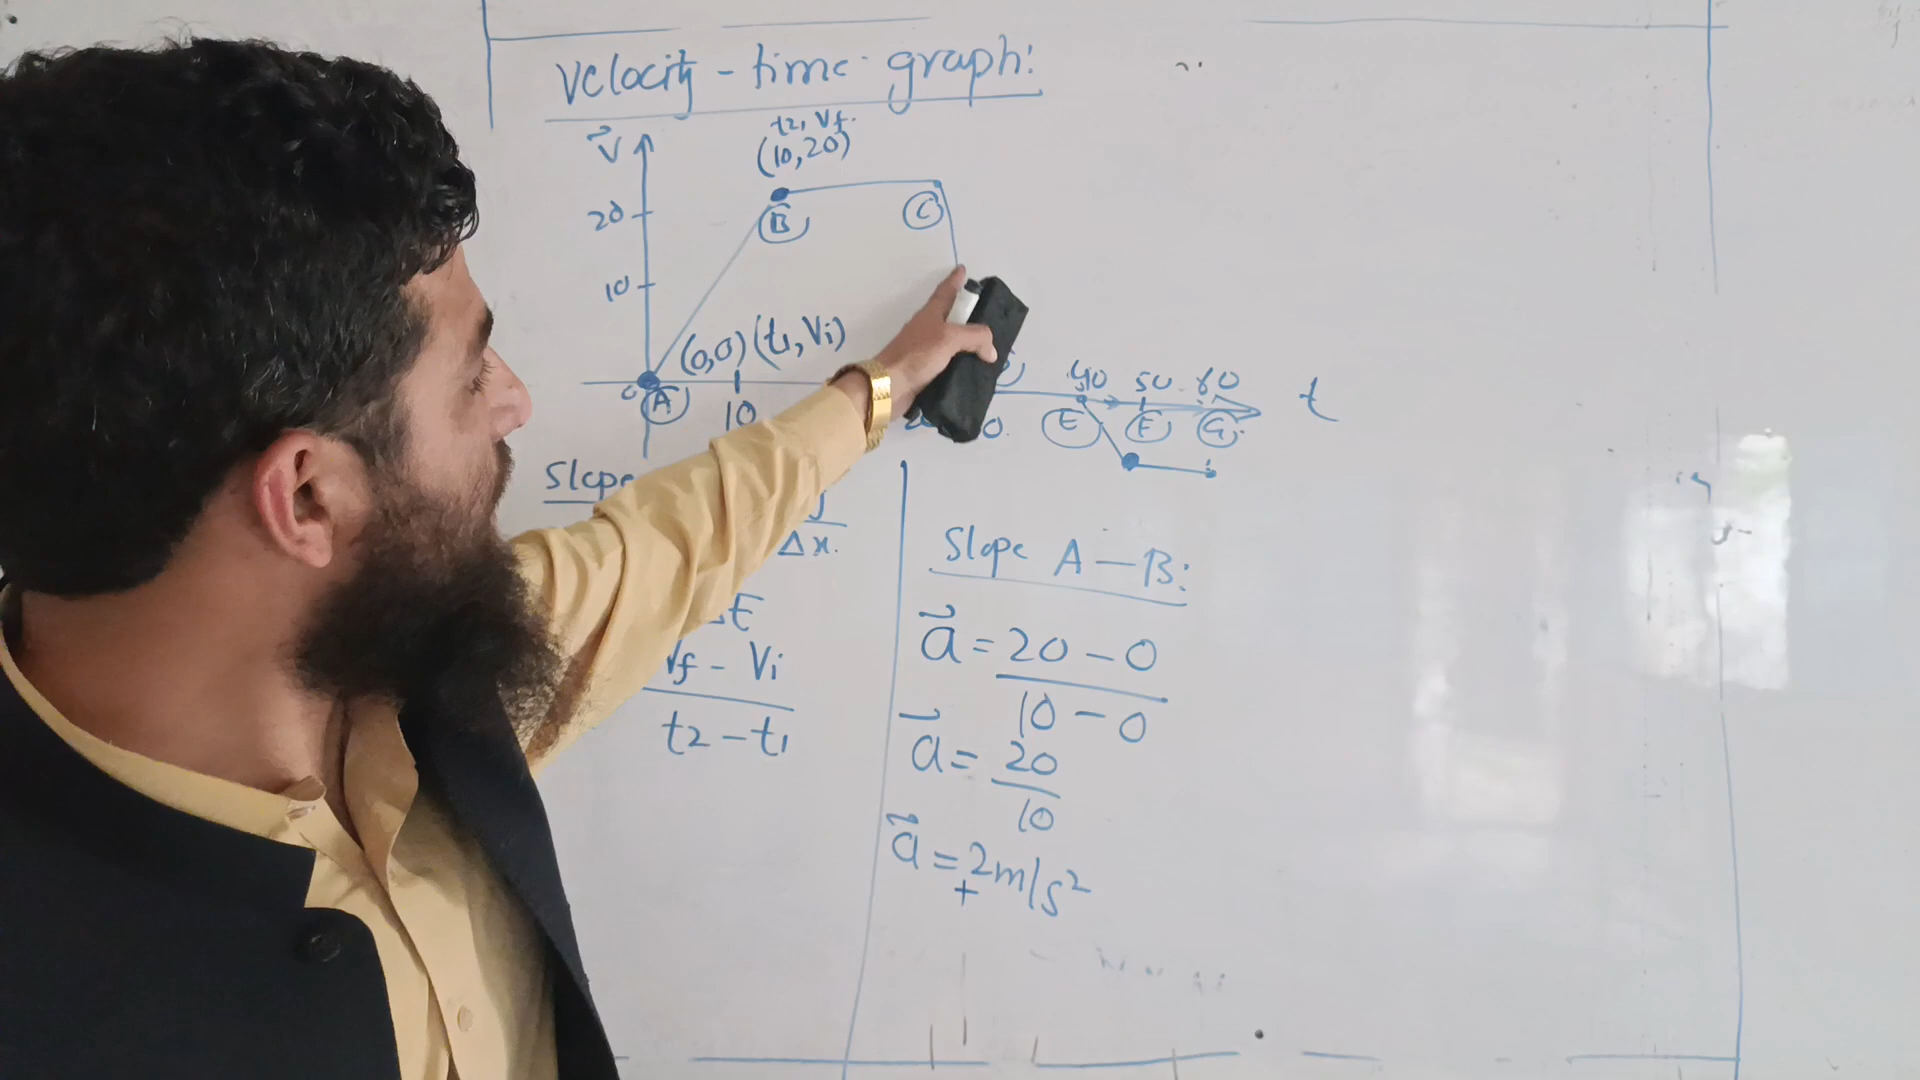 Velocity - time graph:
t2, Vf.
V
(10,20)
20
B
C
10
(0,0) (t1, Vi)
40 50 60 t
0
A
10
E F G
Slope
Δx.
Slope A — B:
Vf - Vi
t2 - t1
a = 20 - 0
10 - 0
a = 20
10
a = 2m/s²
+